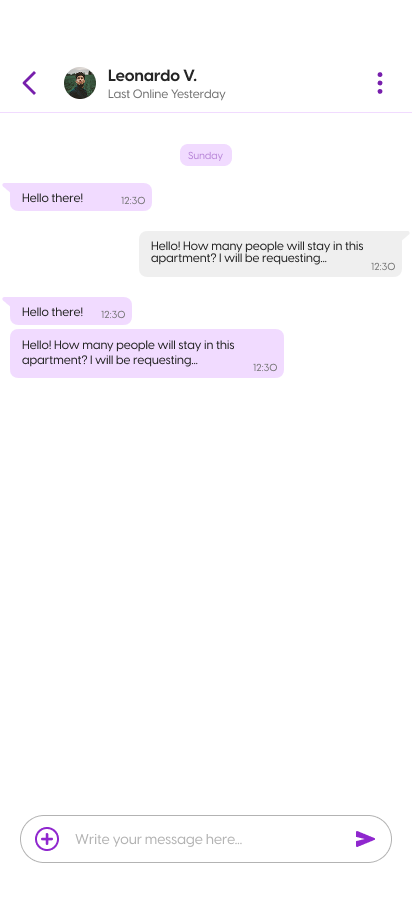 Leonardo V.
Last Online Yesterday
Sunday
Hello there!
12:30
Hello! How many people will stay in this
apartment? I will be requesting...
12:30
Hello there!
12:30
Hello! How many people will stay in this
apartment? I will be requesting...
12:30
Write your message here...